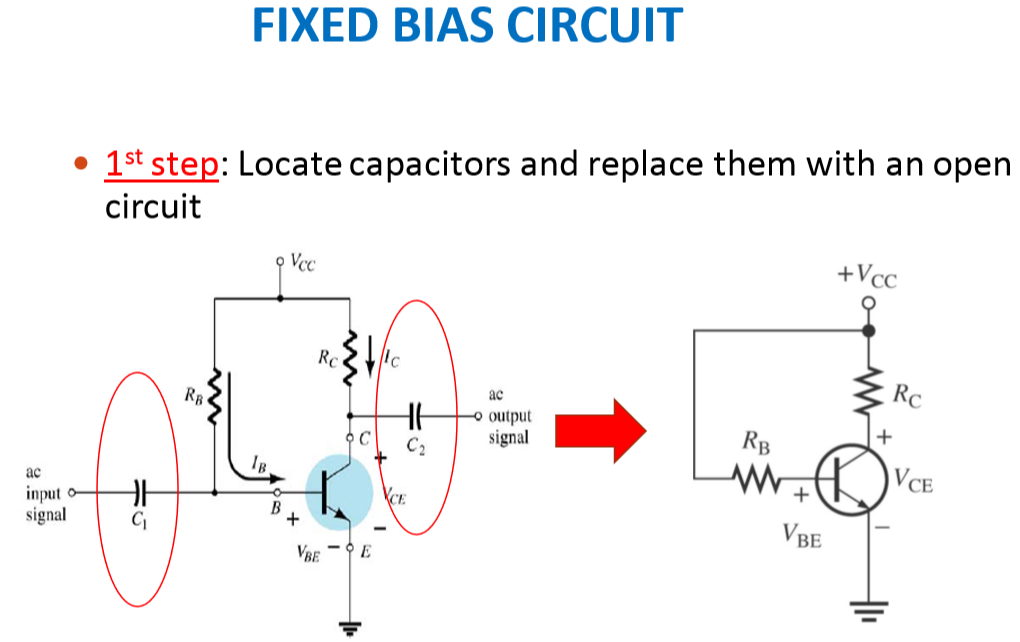 FIXED BIAS CIRCUIT
• 1st step: Locate capacitors and replace them with an open
circuit
VCC
RC
IC
RB
ac
output
signal
C
C2
+
IB
ac
input
signal
C1
B
+
VCE
−
VBE
−
E
+VCC
RC
+
RB
+
VCE
VBE
−